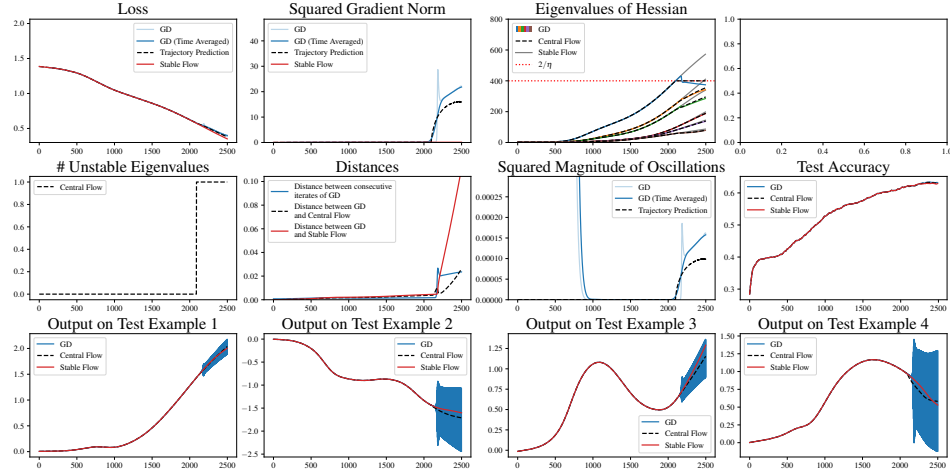 Loss
2.0
1.5
1.0
0.5
0 500 1000 1500 2000 2500
GD
GD (Time Averaged)
Trajectory Prediction
Stable Flow
Squared Gradient Norm
40
30
20
10
0
0 500 1000 1500 2000 2500
GD
GD (Time Averaged)
Trajectory Prediction
Eigenvalues of Hessian
800
600
400
200
0
0 500 1000 1500 2000 2500
GD
Central Flow
Stable Flow
2/η
1.0
0.8
0.6
0.4
0.2
0.0
0.0 0.2 0.4 0.6 0.8 1.0
# Unstable Eigenvalues
1.0
0.8
0.6
0.4
0.2
0.0
0 500 1000 1500 2000 2500
Central Flow
Distances
0.10
0.08
0.06
0.04
0.02
0.00
0 500 1000 1500 2000 2500
Distance between consecutive
iterates of GD
Distance between GD
and Central Flow
Distance between GD
and Stable Flow
Squared Magnitude of Oscillations
0.00025
0.00020
0.00015
0.00010
0.00005
0.00000
0 500 1000 1500 2000 2500
GD
GD (Time Averaged)
Trajectory Prediction
Test Accuracy
0.6
0.5
0.4
0.3
0 500 1000 1500 2000 2500
GD
Central Flow
Stable Flow
Output on Test Example 1
2.0
1.5
1.0
0.5
0.0
0 500 1000 1500 2000 2500
GD
Central Flow
Stable Flow
Output on Test Example 2
0.0
−0.5
−1.0
−1.5
−2.0
−2.5
0 500 1000 1500 2000 2500
GD
Central Flow
Stable Flow
Output on Test Example 3
1.25
1.00
0.75
0.50
0.25
0.00
0 500 1000 1500 2000 2500
GD
Central Flow
Stable Flow
Output on Test Example 4
1.50
1.25
1.00
0.75
0.50
0.25
0.00
0 500 1000 1500 2000 2500
GD
Central Flow
Stable Flow